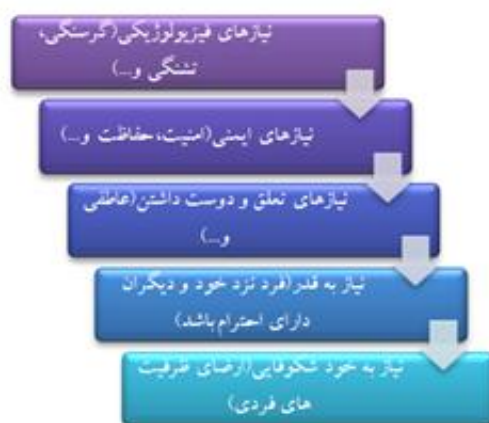 نیازهای فیزیولوژیکی(گرسنگی،
تشنگی و...)
نیازهای ایمنی(امنیت،حفاظت و...)
نیازهای تعلق و دوست داشتن(عاطفی
و...)
نیاز به قدر(فرد نزد خود و دیگران
دارای احترام باشد)
نیاز به خود شکوفایی(ارضای ظرفیت
های فردی)